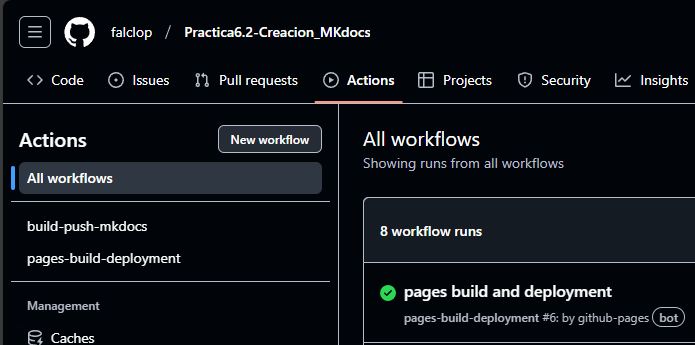 falclop / Practica6.2-Creacion_MKdocs
Code Issues Pull requests Actions Projects Security Insights
Actions
New workflow
All workflows
build-push-mkdocs
pages-build-deployment
Management
Caches
All workflows
Showing runs from all workflows
8 workflow runs
pages build and deployment
pages-build-deployment #6: by github-pages bot